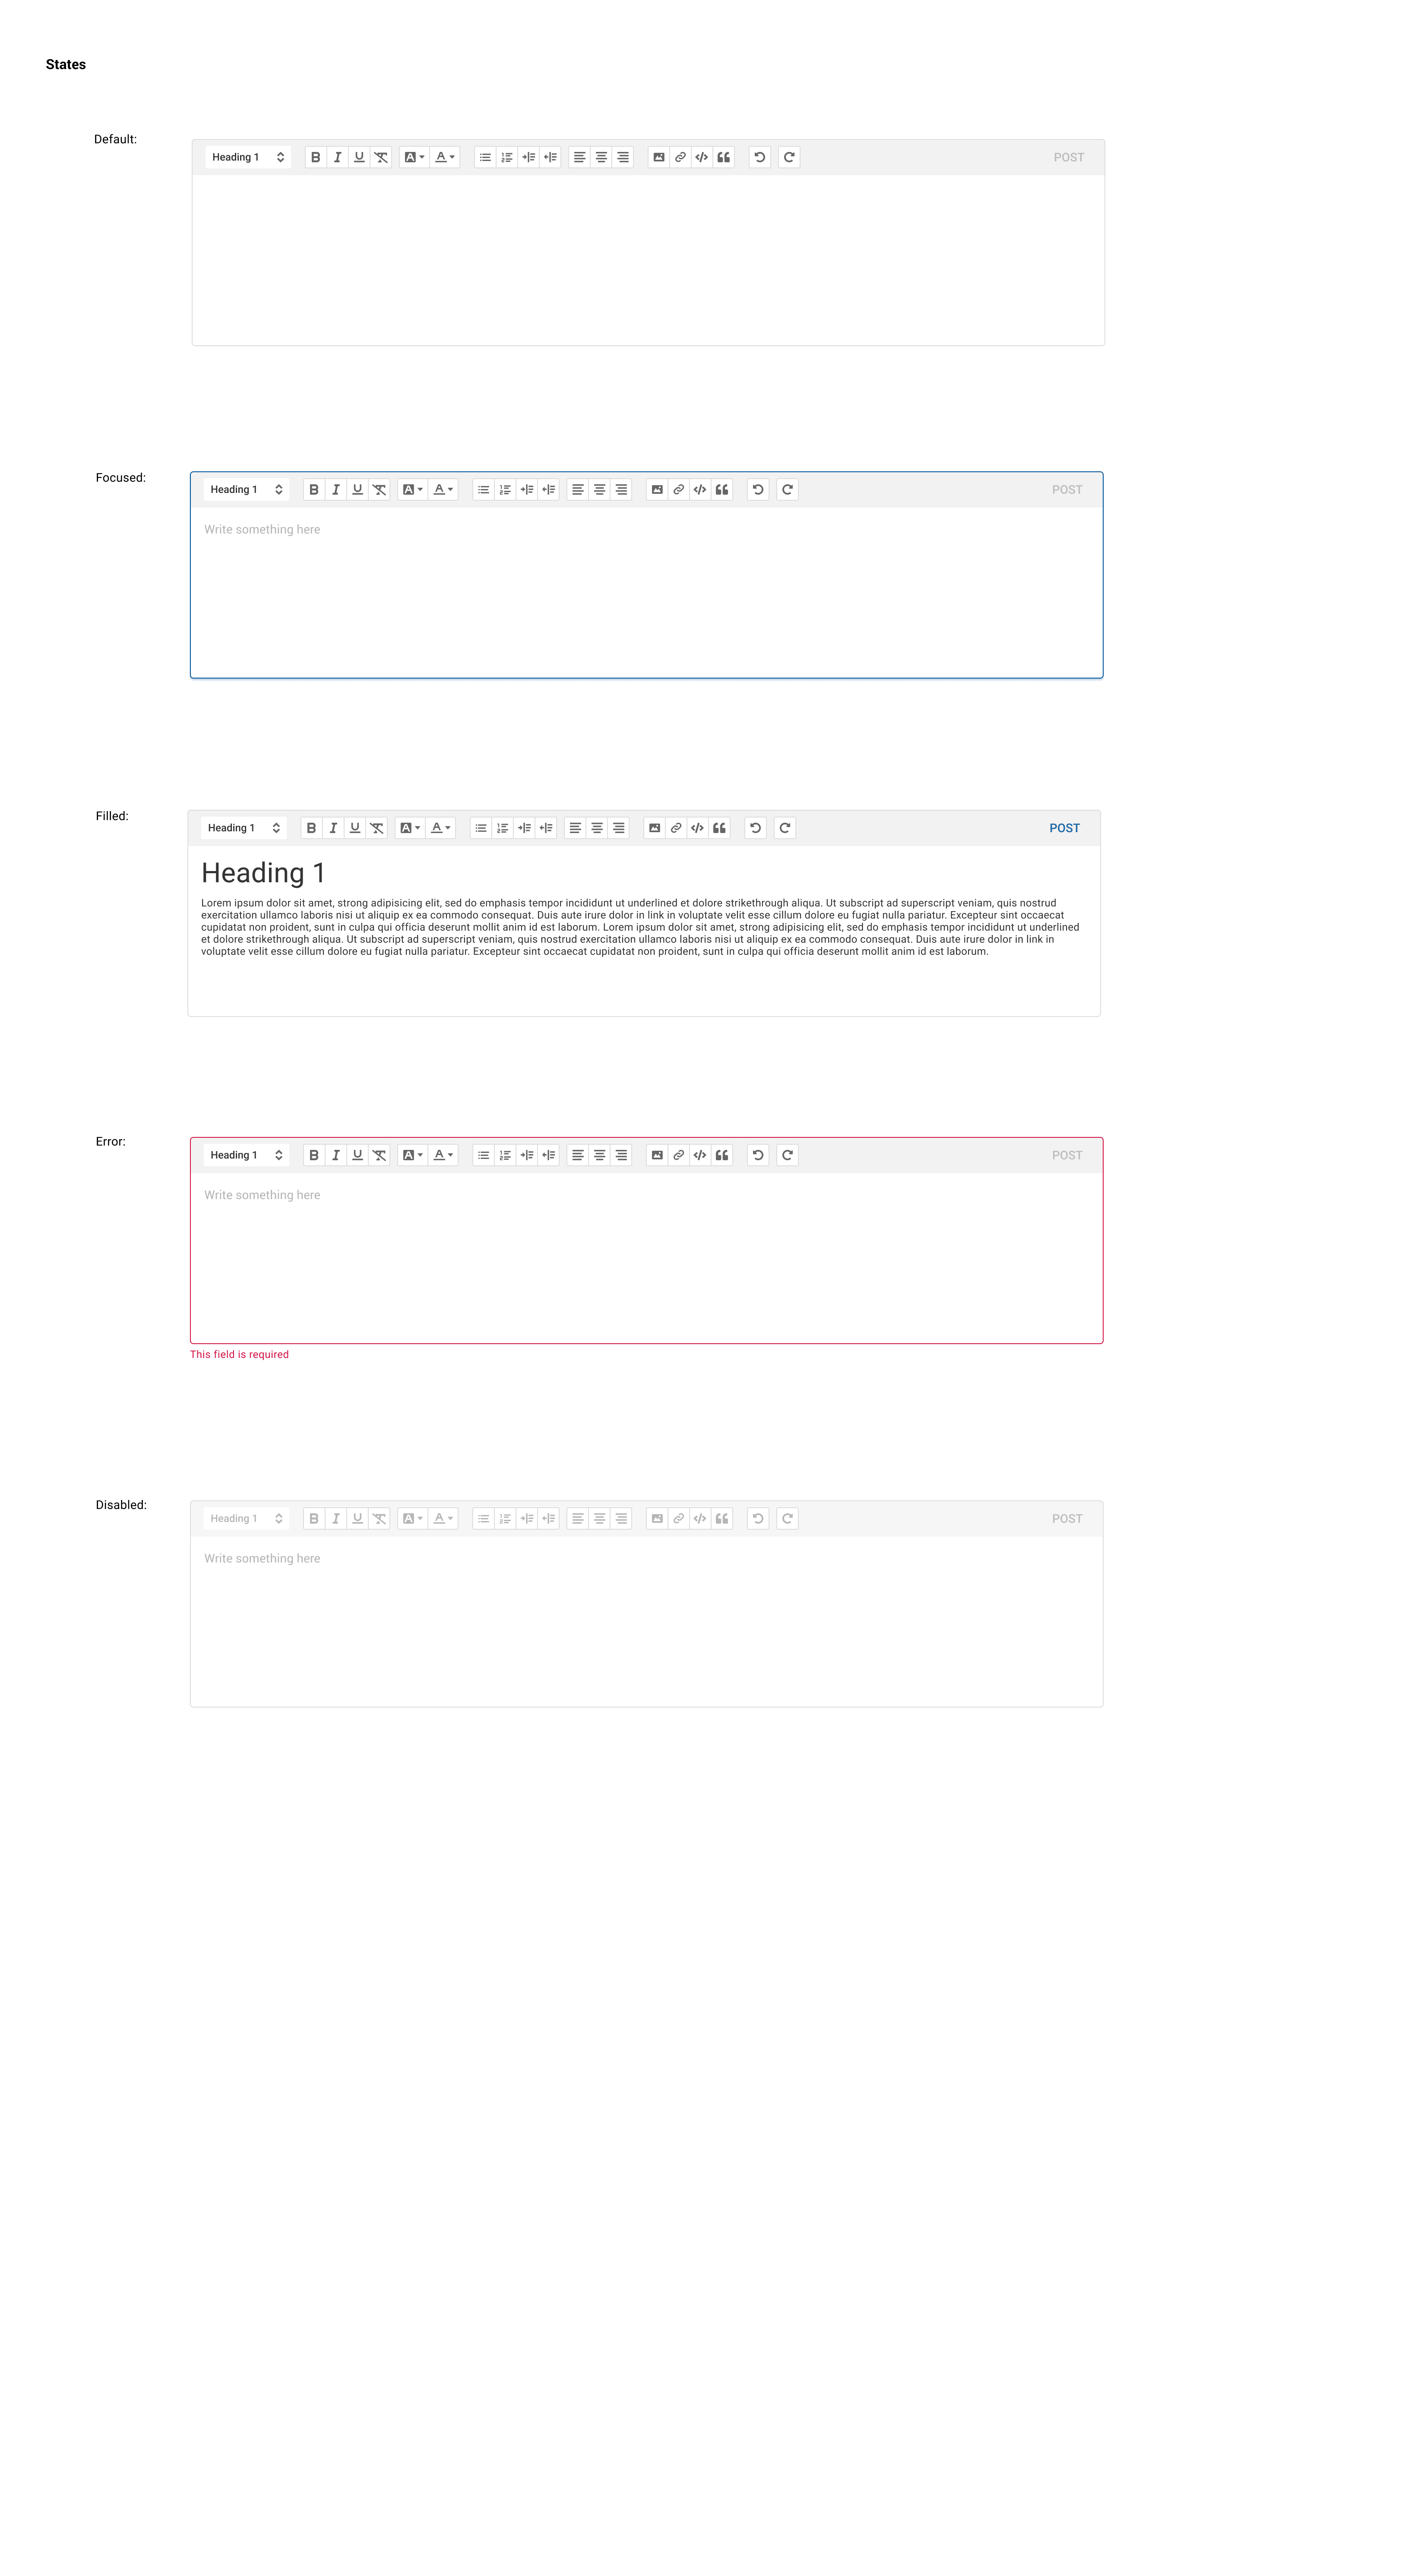 States
Default:
Heading 1
POST
Focused:
Heading 1
POST
Write something here
Filled:
Heading 1
POST
Heading 1
Lorem ipsum dolor sit amet, strong adipisicing elit, sed do emphasis tempor incididunt ut underlined et dolore strikethrough aliqua. Ut subscript ad superscript veniam, quis nostrud
exercitation ullamco laboris nisi ut aliquip ex ea commodo consequat. Duis aute irure dolor in link in voluptate velit esse cillum dolore eu fugiat nulla pariatur. Excepteur sint occaecat
cupidatat non proident, sunt in culpa qui officia deserunt mollit anim id est laborum. Lorem ipsum dolor sit amet, strong adipisicing elit, sed do emphasis tempor incididunt ut underlined
et dolore strikethrough aliqua. Ut subscript ad superscript veniam, quis nostrud exercitation ullamco laboris nisi ut aliquip ex ea commodo consequat. Duis aute irure dolor in link in
voluptate velit esse cillum dolore eu fugiat nulla pariatur. Excepteur sint occaecat cupidatat non proident, sunt in culpa qui officia deserunt mollit anim id est laborum.
Error:
Heading 1
POST
Write something here
This field is required
Disabled:
Heading 1
POST
Write something here